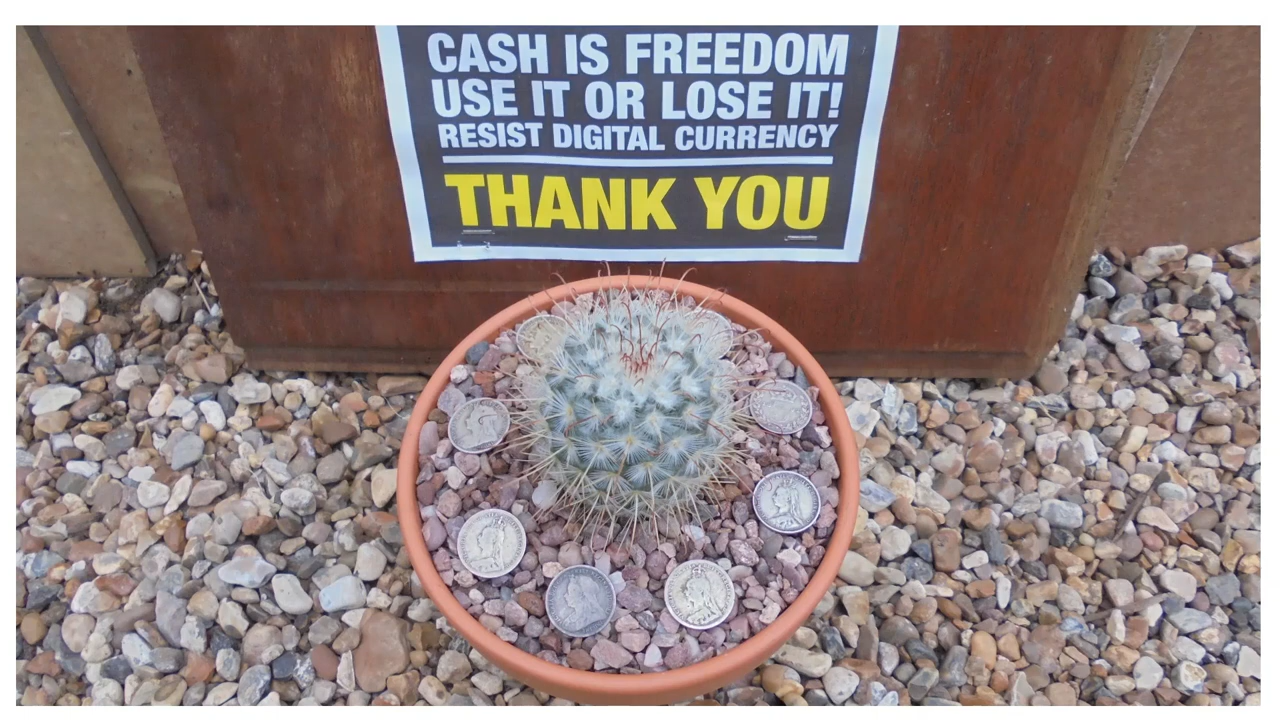 CASH IS FREEDOM
USE IT OR LOSE IT!
RESIST DIGITAL CURRENCY
THANK YOU